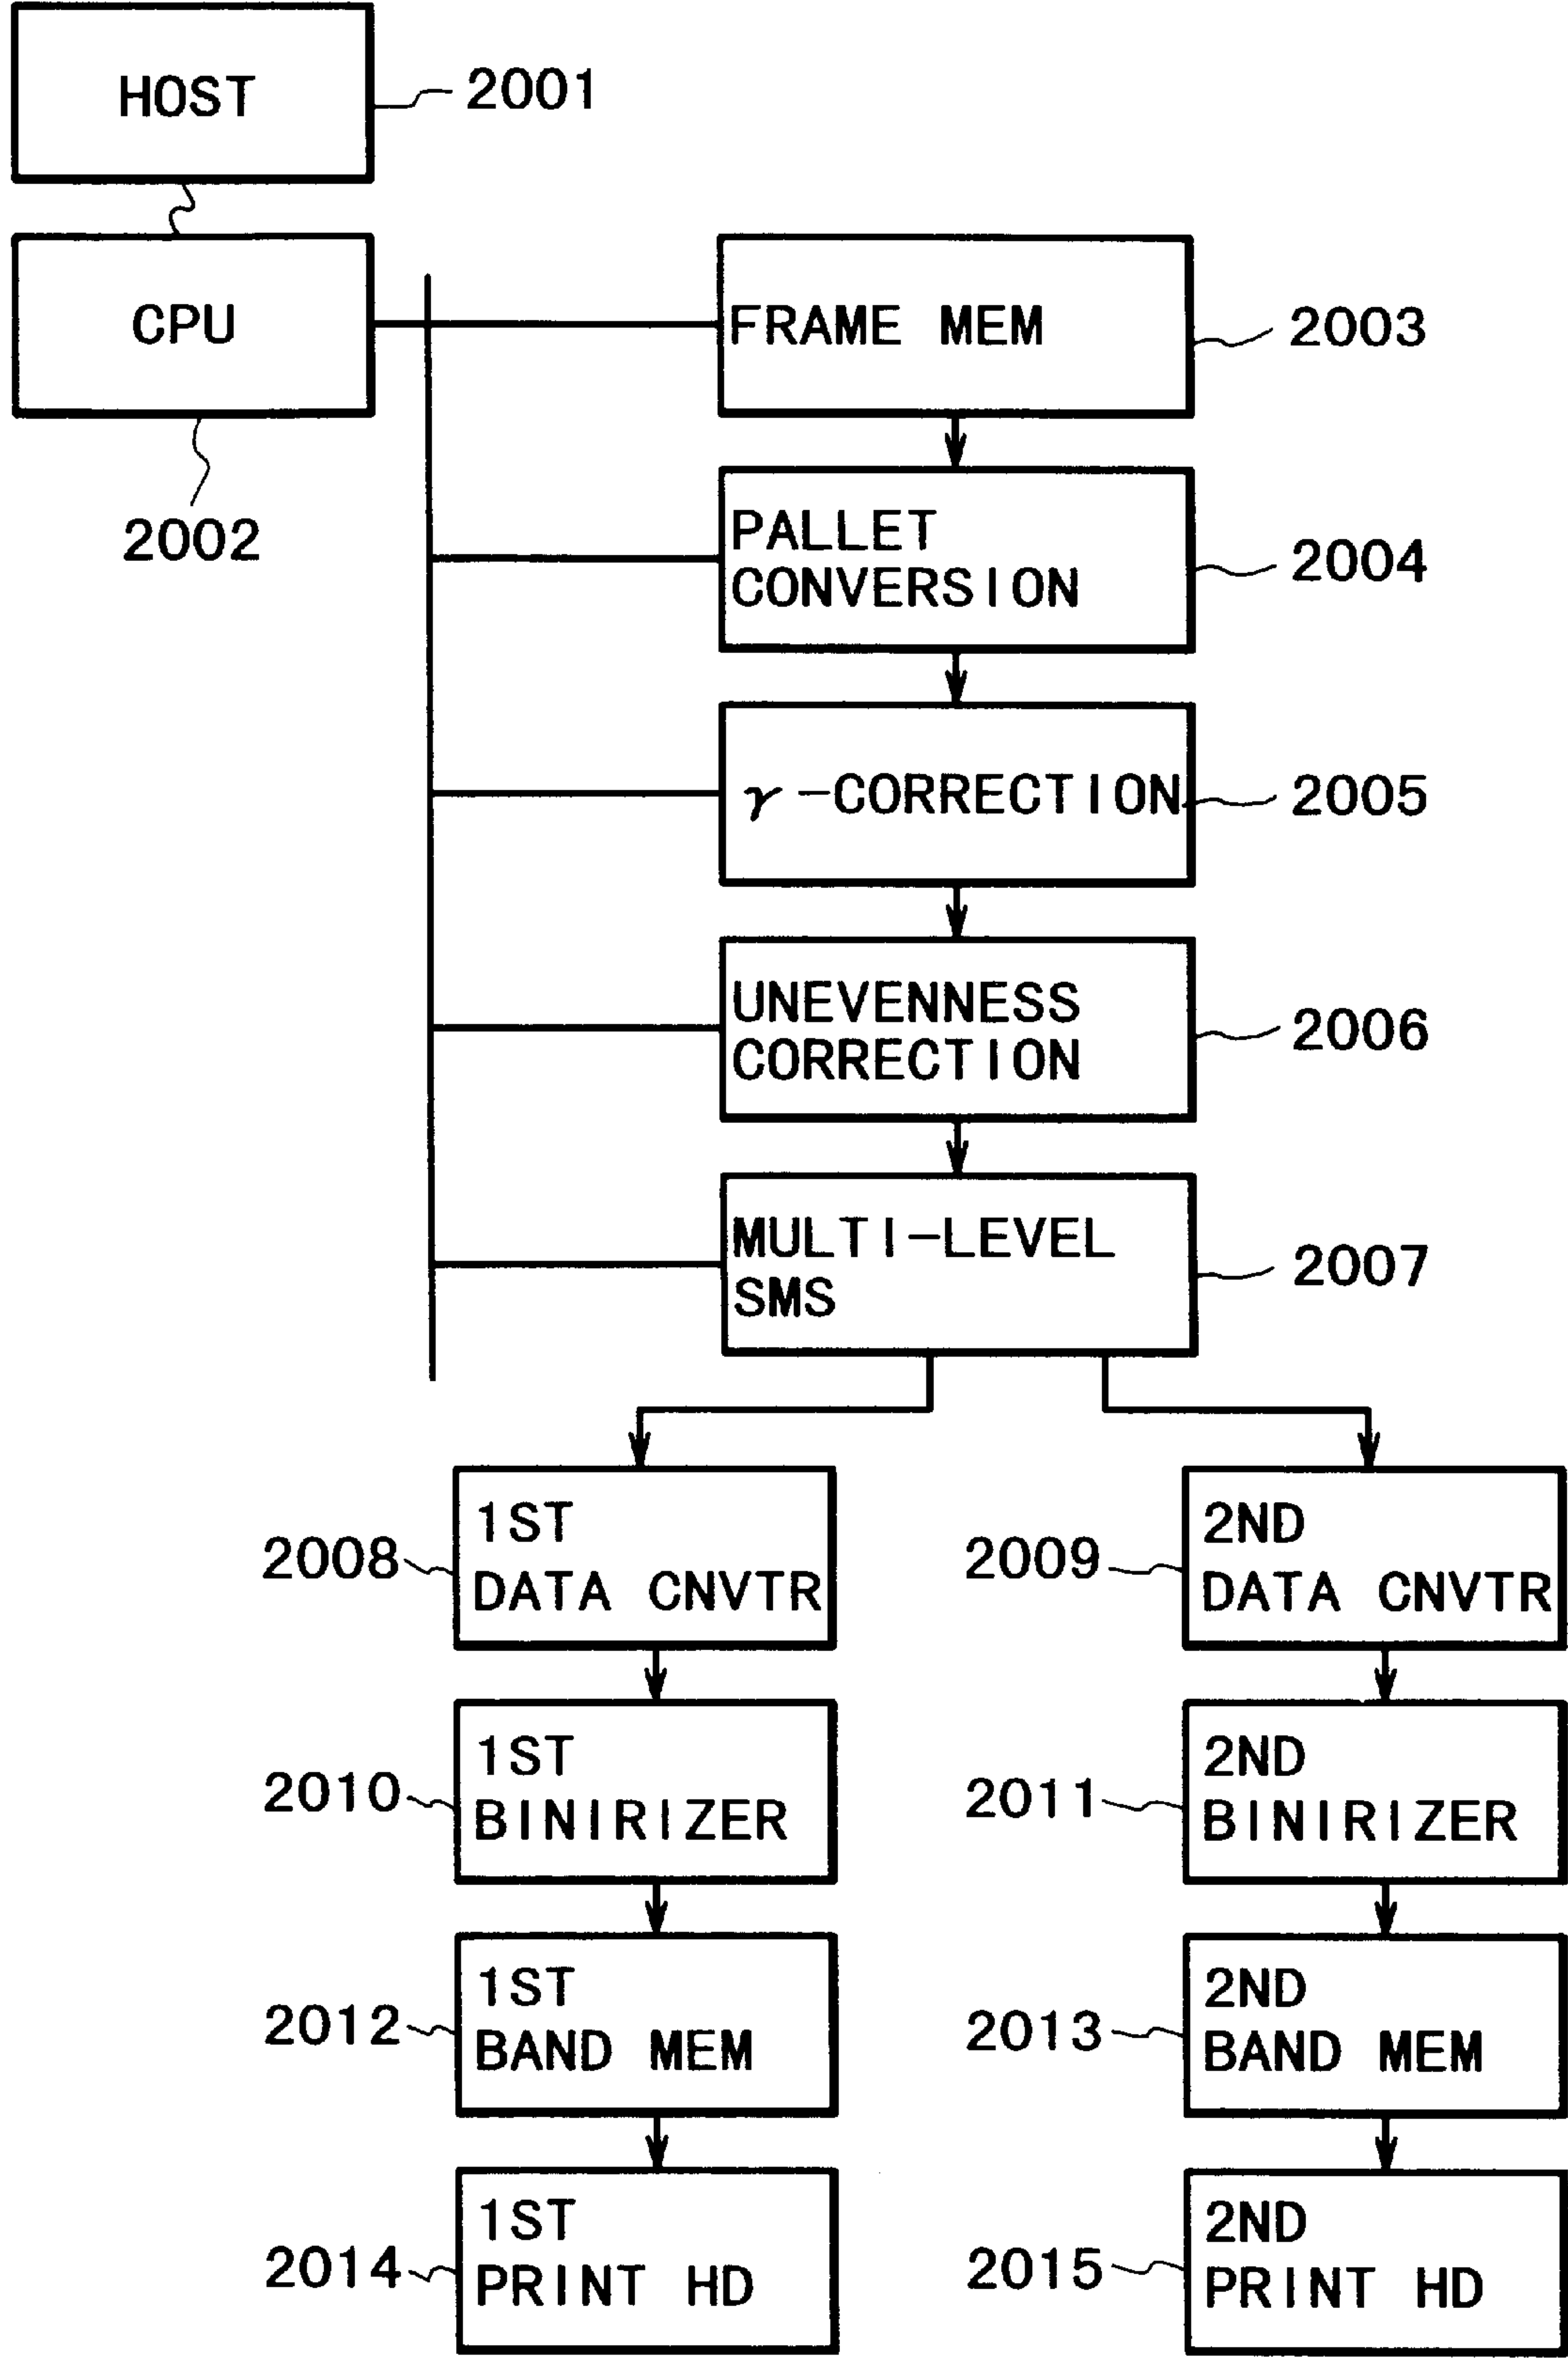 HOST
2001
CPU
2002
FRAME MEM
2003
PALLET
CONVERSION
2004
γ-CORRECTION
2005
UNEVENNESS
CORRECTION
2006
MULTI-LEVEL
SMS
2007
1ST
DATA CNVTR
2008
2ND
DATA CNVTR
2009
1ST
BINIRIZER
2010
2ND
BINIRIZER
2011
1ST
BAND MEM
2012
2ND
BAND MEM
2013
1ST
PRINT HD
2014
2ND
PRINT HD
2015